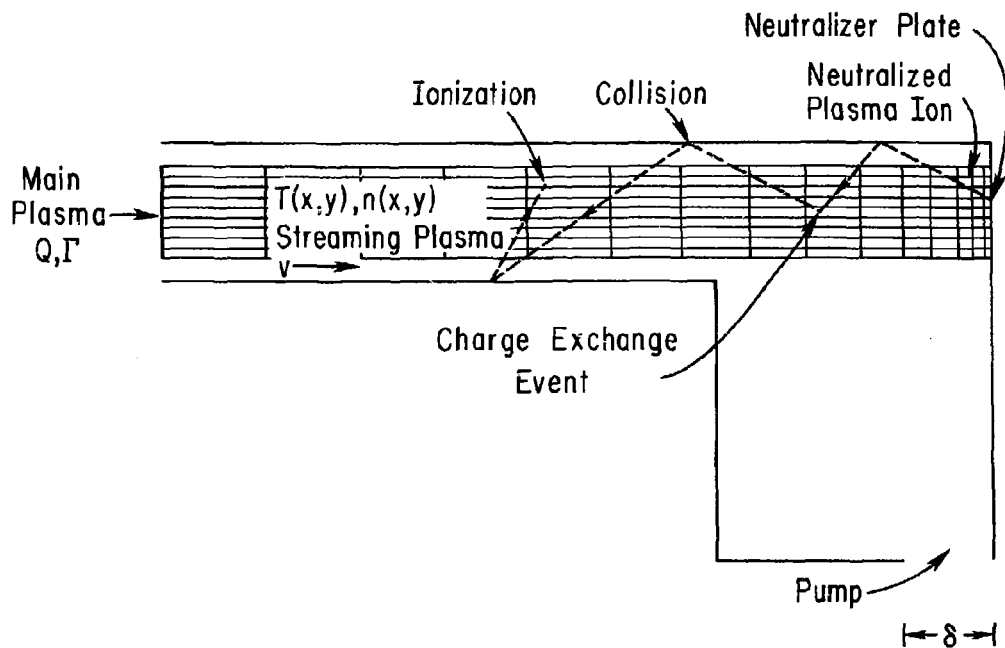 Neutralizer Plate
Ionization
Collision
Neutralized
Plasma Ion
Main
Plasma
Q,Γ
T(x,y),n(x,y)
Streaming Plasma
v
Charge Exchange
Event
Pump
δ